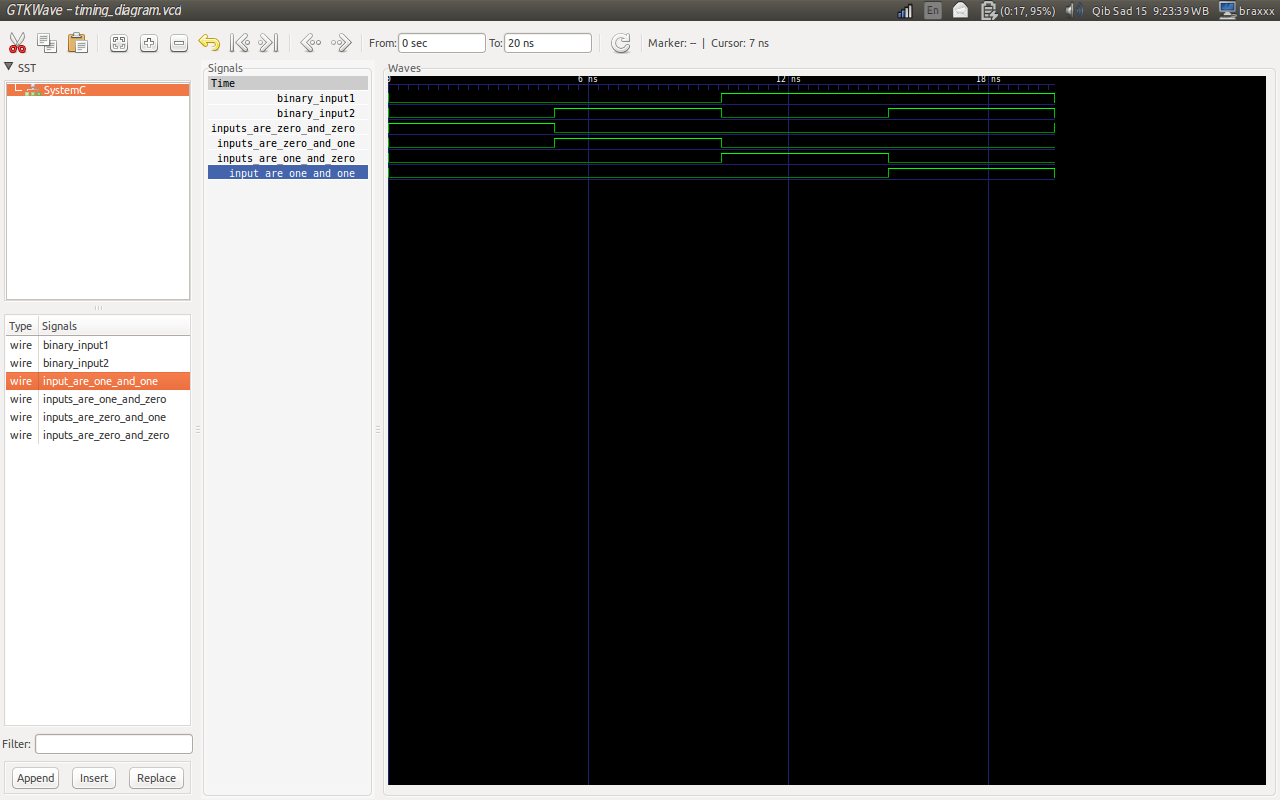 GTKWave - timing_diagram.vcd
En
(0:17, 95%)
Qib Sad 15 9:23:39 WB
braxxx
From:
0 sec
To:
20 ns
Marker: --  |  Cursor: 7 ns
SST
SystemC
Type
Signals
wire binary_input1
wire binary_input2
wire input_are_one_and_one
wire inputs_are_one_and_zero
wire inputs_are_zero_and_one
wire inputs_are_zero_and_zero
Filter:
Append
Insert
Replace
Signals
Time
binary_input1
binary_input2
inputs_are_zero_and_zero
inputs_are_zero_and_one
inputs_are_one_and_zero
input_are_one_and_one
Waves
6 ns
12 ns
18 ns